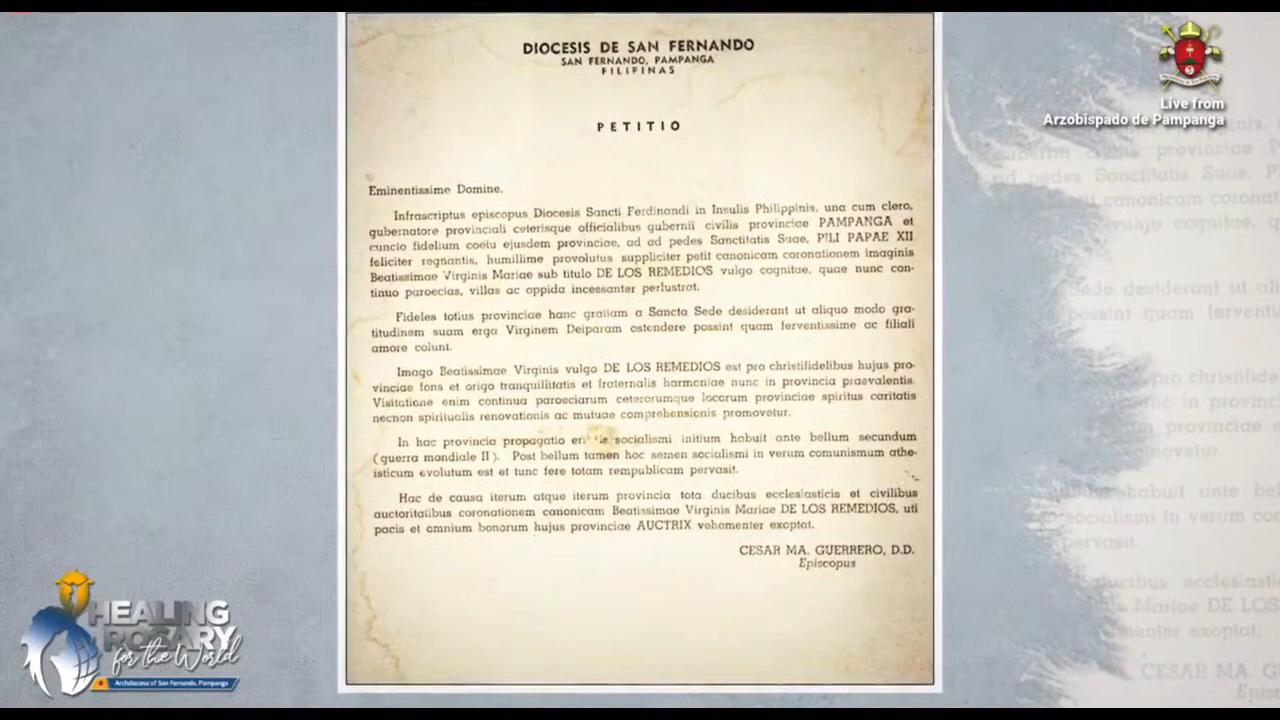 DIOCESIS DE SAN FERNANDO
SAN FERNANDO, PAMPANGA
FILIPINAS
PETITIO
Eminentissime Domine,
Infrascriptus episcopus Diocesis Sancti Ferdinandi in Insulis Philippinis, una cum clero,
gubernatore provinciali ceterisque officialibus gubernii civilis provinciae PAMPANGA et
cuncio fidelium coetu ejusdem provinciae, ad ad pedes Sanctitatis Suae, PILI PAPAE XII
feliciter regnantis, humillime provolutus suppliciter petit canonicam coronationem imaginis
Beatissimae Virginis Mariae sub titulo DE LOS REMEDIOS vulgo cognitae, quae nunc con-
tinuo paroecias, villas ac oppida incessanter perlustrat.
Fideles totius provinciae hanc gratiam a Sancta Sede desiderant ut aliquo modo gra-
titudinem suam erga Virginem Deiparam ostendere possint quam ferventissime ac filiali
amore colunt.
Imago Beatissimae Virginis vulgo DE LOS REMEDIOS est pro christifidelibus hujus pro-
vinciae fons et origo tranquillitatis et fraternalis harmoniae nunc in provincia praevalentis
Visitatione enim continua paroeciarum ceterorumque locorum provinciae spiritus caritatis
necnon spiritualis renovationis ac mutuae comprehensionis promovetur.
In hac provincia propagatio socialismi initium habuit ante bellum secundum
(guerra mondiale II). Post bellum tamen hoc semen socialismi in verum comunismum athe-
isticum evolutum est et tunc fere totam rempublicam pervasit.
Hac de causa iterum atque iterum provincia tota ducibus ecclesiasticis et civilibus
auctoritatibus coronationem canonicam Beatissimae Virginis Mariae DE LOS REMEDIOS, uti
pacis et omnium bonorum hujus provinciae AUCTRIX vehementer exoptat.
CESAR MA. GUERRERO, D.D.
Episcopus
Live from
Arzobispado de Pampanga
HEALING
ROSARY
for the World
Archdiocese of San Fernando, Pampanga